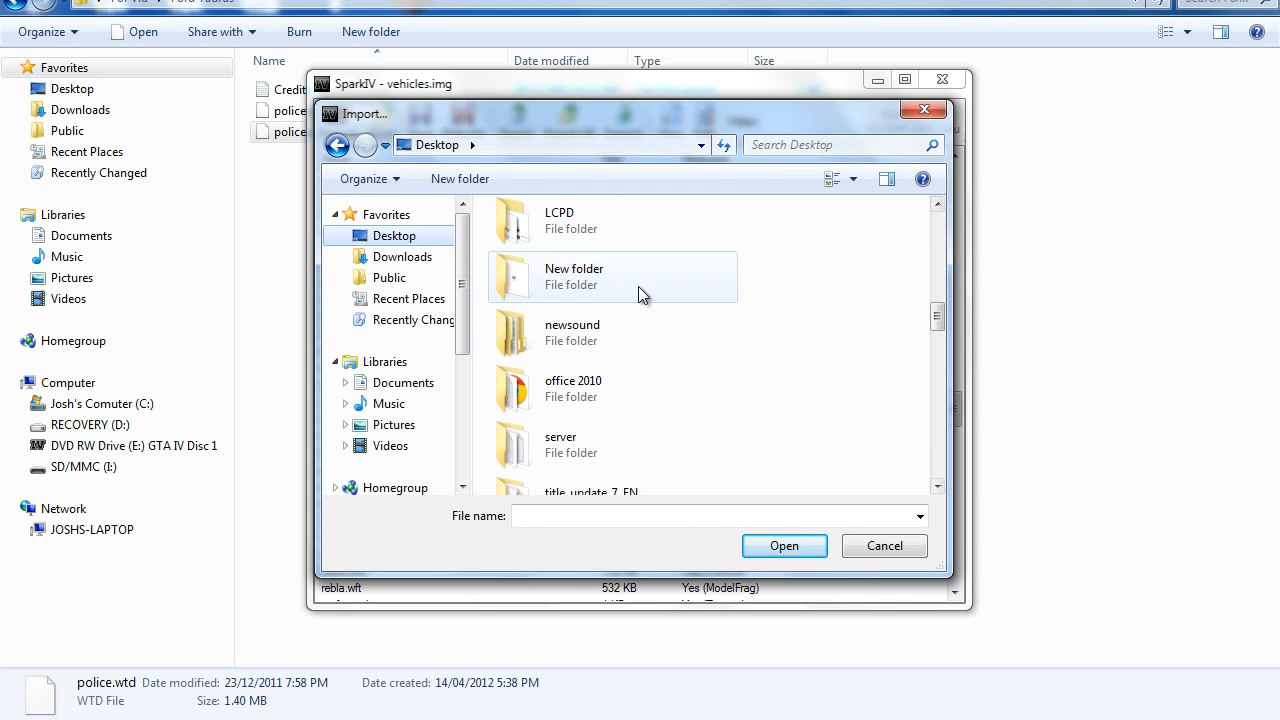 Organize
Open
Share with
Burn
New folder
Favorites
Desktop
Downloads
Public
Recent Places
Recently Changed
Libraries
Documents
Music
Pictures
Videos
Homegroup
Computer
Josh's Comuter (C:)
RECOVERY (D:)
DVD RW Drive (E:) GTA IV Disc 1
SD/MMC (I:)
Network
JOSHS-LAPTOP
Name
Date modified
Type
Size
Credit
police
police
SparkIV - vehicles.img
Import...
Desktop
Search Desktop
Organize
New folder
Favorites
Desktop
Downloads
Public
Recent Places
Recently Chang
Libraries
Documents
Music
Pictures
Videos
Homegroup
LCPD
File folder
New folder
File folder
newsound
File folder
office 2010
File folder
server
File folder
title_update_7_EN
File name:
Open
Cancel
rebla.wft 532 KB Yes (ModelFrag)
police.wtd Date modified: 23/12/2011 7:58 PM Date created: 14/04/2012 5:38 PM
WTD File Size: 1.40 MB